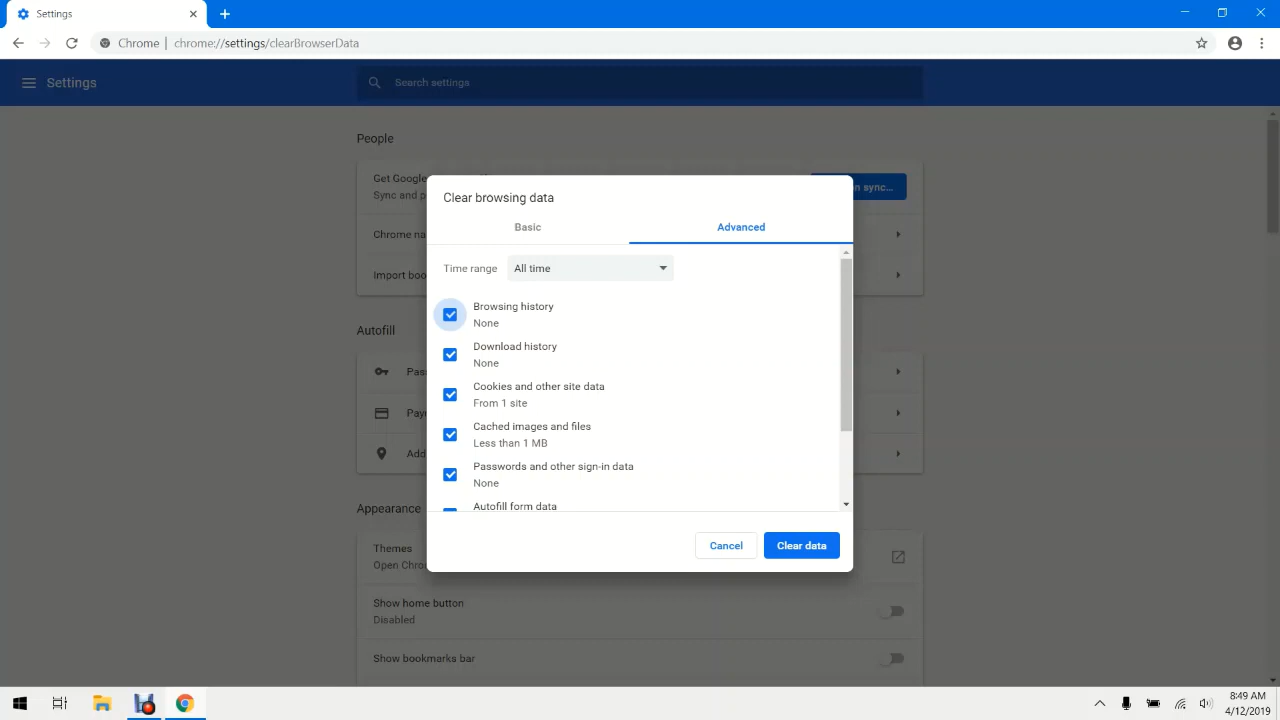 Settings
Chrome | chrome://settings/clearBrowserData
Settings
Search settings
People
Get Google
Sync and p
n sync...
Chrome na
Import boo
Clear browsing data
Basic
Advanced
Time range
All time
Browsing history
None
Download history
None
Cookies and other site data
From 1 site
Cached images and files
Less than 1 MB
Passwords and other sign-in data
None
Autofill form data
Cancel
Clear data
Autofill
Pas
Payı
Add
Appearance
Themes
Open Chro
Show home button
Disabled
Show bookmarks bar
8:49 AM
4/12/2019